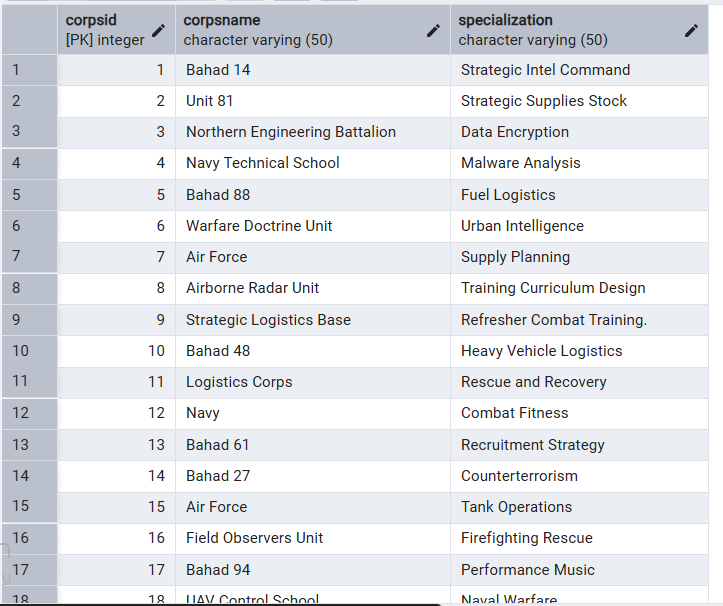 corpsid corpsname specialization
[PK] integer character varying (50) character varying (50)
1 1 Bahad 14 Strategic Intel Command
2 2 Unit 81 Strategic Supplies Stock
3 3 Northern Engineering Battalion Data Encryption
4 4 Navy Technical School Malware Analysis
5 5 Bahad 88 Fuel Logistics
6 6 Warfare Doctrine Unit Urban Intelligence
7 7 Air Force Supply Planning
8 8 Airborne Radar Unit Training Curriculum Design
9 9 Strategic Logistics Base Refresher Combat Training.
10 10 Bahad 48 Heavy Vehicle Logistics
11 11 Logistics Corps Rescue and Recovery
12 12 Navy Combat Fitness
13 13 Bahad 61 Recruitment Strategy
14 14 Bahad 27 Counterterrorism
15 15 Air Force Tank Operations
16 16 Field Observers Unit Firefighting Rescue
17 17 Bahad 94 Performance Music
18 18 UAV Control School Naval Warfare